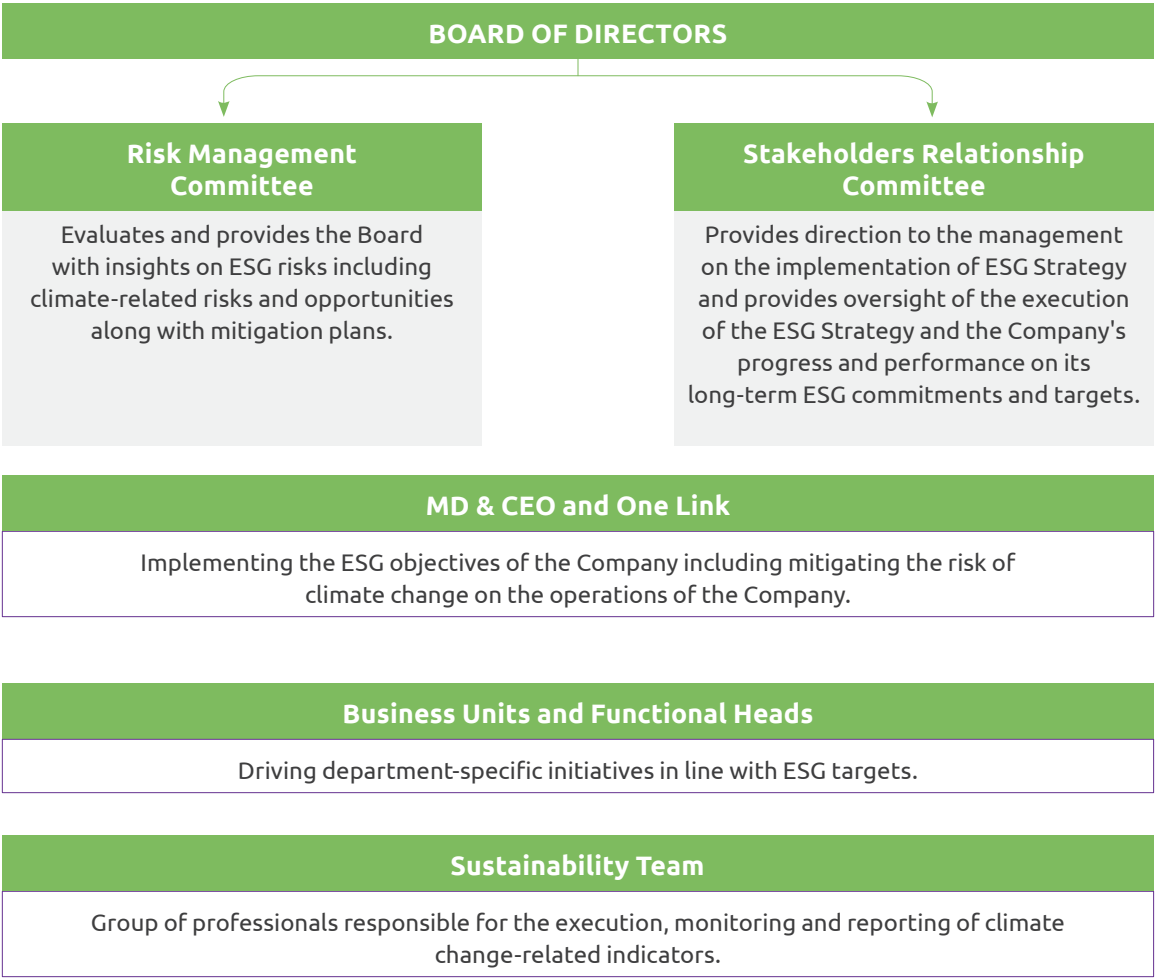 BOARD OF DIRECTORS
Risk Management
Committee
Evaluates and provides the Board
with insights on ESG risks including
climate-related risks and opportunities
along with mitigation plans.
Stakeholders Relationship
Committee
Provides direction to the management
on the implementation of ESG Strategy
and provides oversight of the execution
of the ESG Strategy and the Company's
progress and performance on its
long-term ESG commitments and targets.
MD & CEO and One Link
Implementing the ESG objectives of the Company including mitigating the risk of
climate change on the operations of the Company.
Business Units and Functional Heads
Driving department-specific initiatives in line with ESG targets.
Sustainability Team
Group of professionals responsible for the execution, monitoring and reporting of climate
change-related indicators.